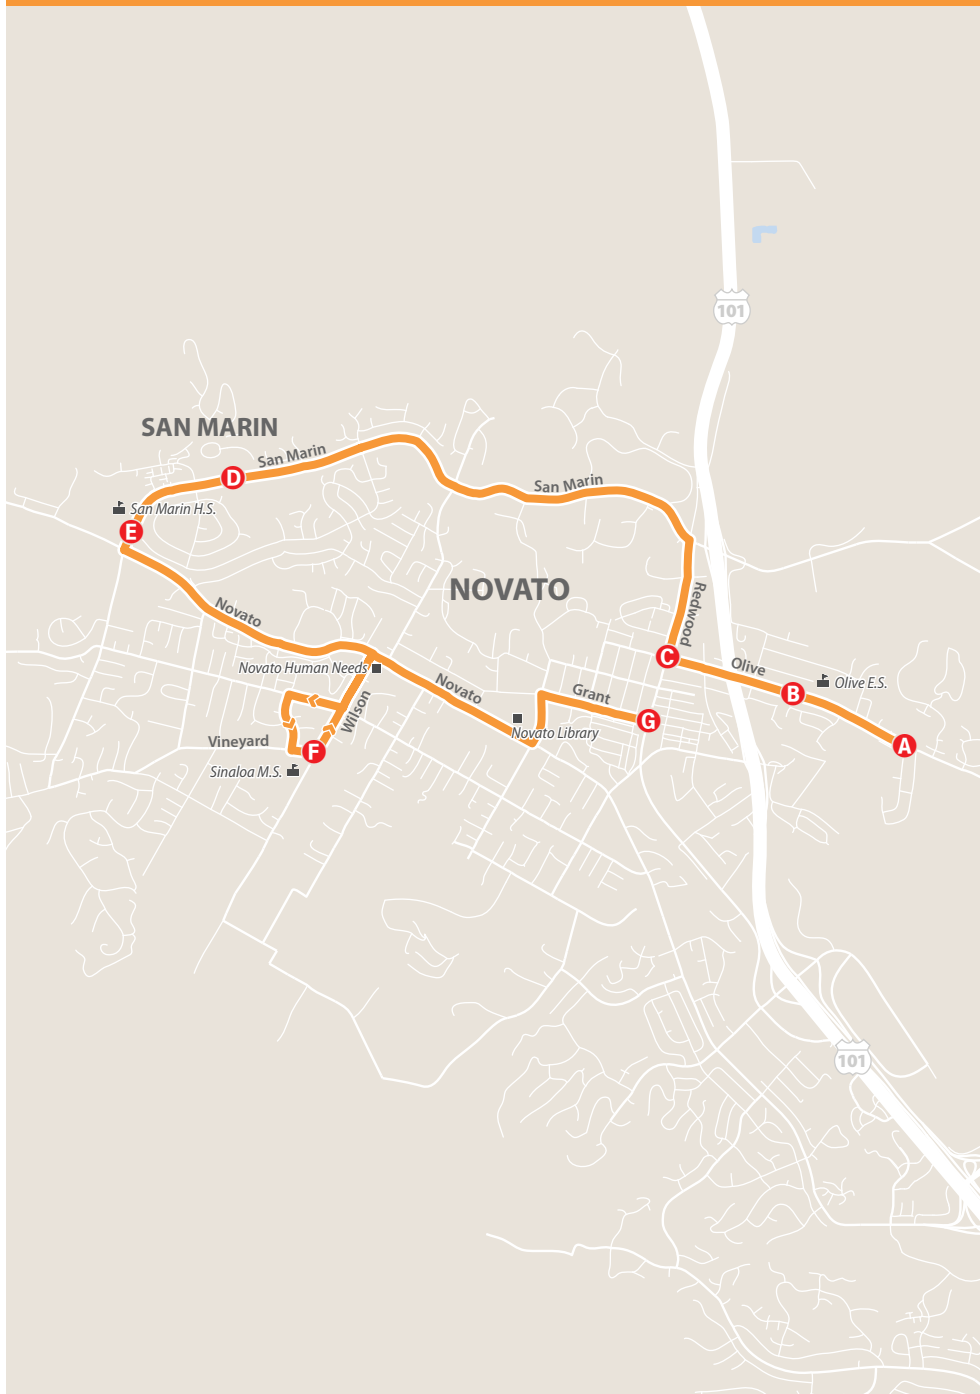 101
SAN MARIN
San Marin
D
San Marin
San Marin H.S.
E
NOVATO
Redwood
Novato
C
Olive
Novato Human Needs
B
Olive E.S.
Novato
Grant
Wilson
G
Novato Library
Vineyard
A
F
Sinaloa M.S.
101